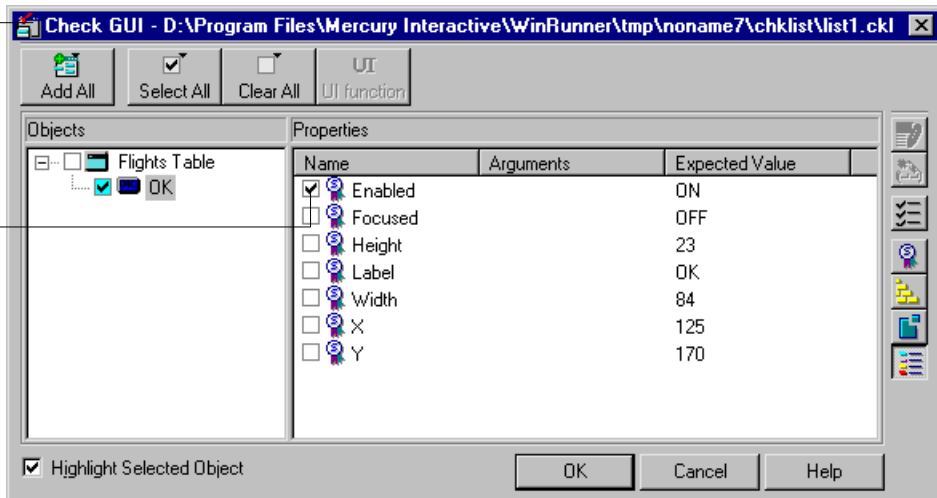 Check GUI - D:\Program Files\Mercury Interactive\WinRunner\tmp\noname7\chklist\list1.ckl
Add All Select All Clear All UI UI function
Objects Properties
Flights Table
OK
Name Arguments Expected Value
Enabled ON
Focused OFF
Height 23
Label OK
Width 84
X 125
Y 170
Highlight Selected Object
OK Cancel Help